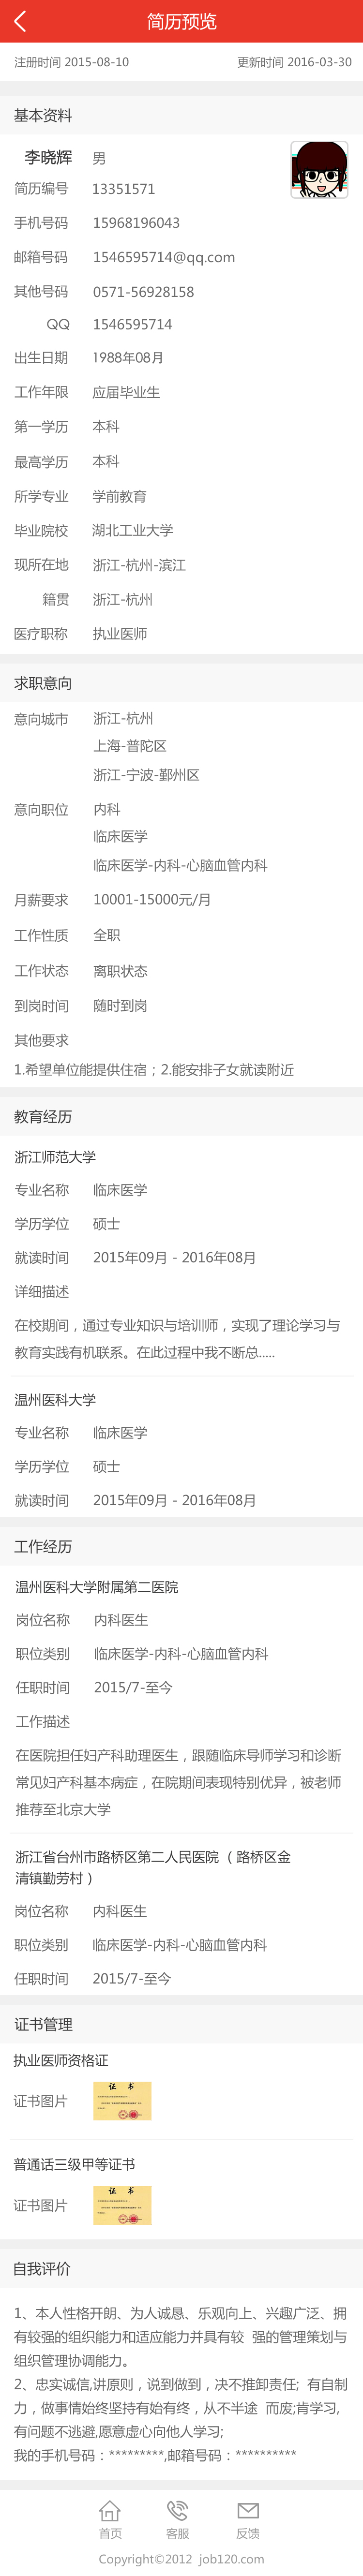 简历预览
注册时间 2015-08-10 更新时间 2016-03-30
基本资料
李晓辉 男
简历编号 13351571
手机号码 15968196043
邮箱号码 1546595714@qq.com
其他号码 0571-56928158
QQ 1546595714
出生日期 1988年08月
工作年限 应届毕业生
第一学历 本科
最高学历 本科
所学专业 学前教育
毕业院校 湖北工业大学
现所在地 浙江-杭州-滨江
籍贯 浙江-杭州
医疗职称 执业医师
求职意向
意向城市 浙江-杭州
上海-普陀区
浙江-宁波-鄞州区
意向职位 内科
临床医学
临床医学-内科-心脑血管内科
月薪要求 10001-15000元/月
工作性质 全职
工作状态 离职状态
到岗时间 随时到岗
其他要求
1.希望单位能提供住宿；2.能安排子女就读附近
教育经历
浙江师范大学
专业名称 临床医学
学历学位 硕士
就读时间 2015年09月 - 2016年08月
详细描述
在校期间，通过专业知识与培训师，实现了理论学习与
教育实践有机联系。在此过程中我不断总.....
温州医科大学
专业名称 临床医学
学历学位 硕士
就读时间 2015年09月 - 2016年08月
工作经历
温州医科大学附属第二医院
岗位名称 内科医生
职位类别 临床医学-内科-心脑血管内科
任职时间 2015/7-至今
工作描述
在医院担任妇产科助理医生，跟随临床导师学习和诊断
常见妇产科基本病症，在院期间表现特别优异，被老师
推荐至北京大学
浙江省台州市路桥区第二人民医院（路桥区金
清镇勤劳村）
岗位名称 内科医生
职位类别 临床医学-内科-心脑血管内科
任职时间 2015/7-至今
证书管理
执业医师资格证
证书图片 证 书
普通话三级甲等证书
证书图片 证 书
自我评价
1、本人性格开朗、为人诚恳、乐观向上、兴趣广泛、拥
有较强的组织能力和适应能力并具有较 强的管理策划与
组织管理协调能力。
2、忠实诚信,讲原则，说到做到，决不推卸责任; 有自制
力，做事情始终坚持有始有终，从不半途 而废;肯学习,
有问题不逃避,愿意虚心向他人学习;
我的手机号码：*********,邮箱号码：**********
首页 客服 反馈
Copyright©2012 job120.com